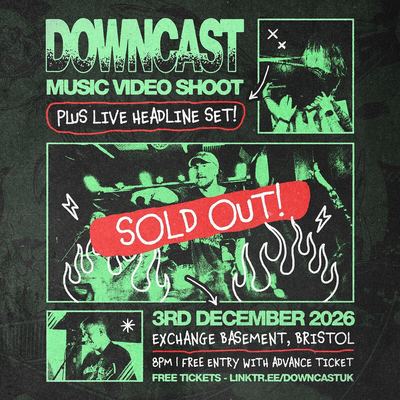 DOWNCAST
MUSIC VIDEO SHOOT
PLUS LIVE HEADLINE SET!
SOLD OUT!
3RD DECEMBER 2026
EXCHANGE BASEMENT, BRISTOL
8PM | FREE ENTRY WITH ADVANCE TICKET
FREE TICKETS - LINKTR.EE/DOWNCASTUK